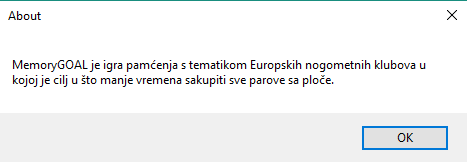 About
MemoryGOAL je igra pamćenja s tematikom Europskih nogometnih klubova u
kojoj je cilj u što manje vremena sakupiti sve parove sa ploče.
OK